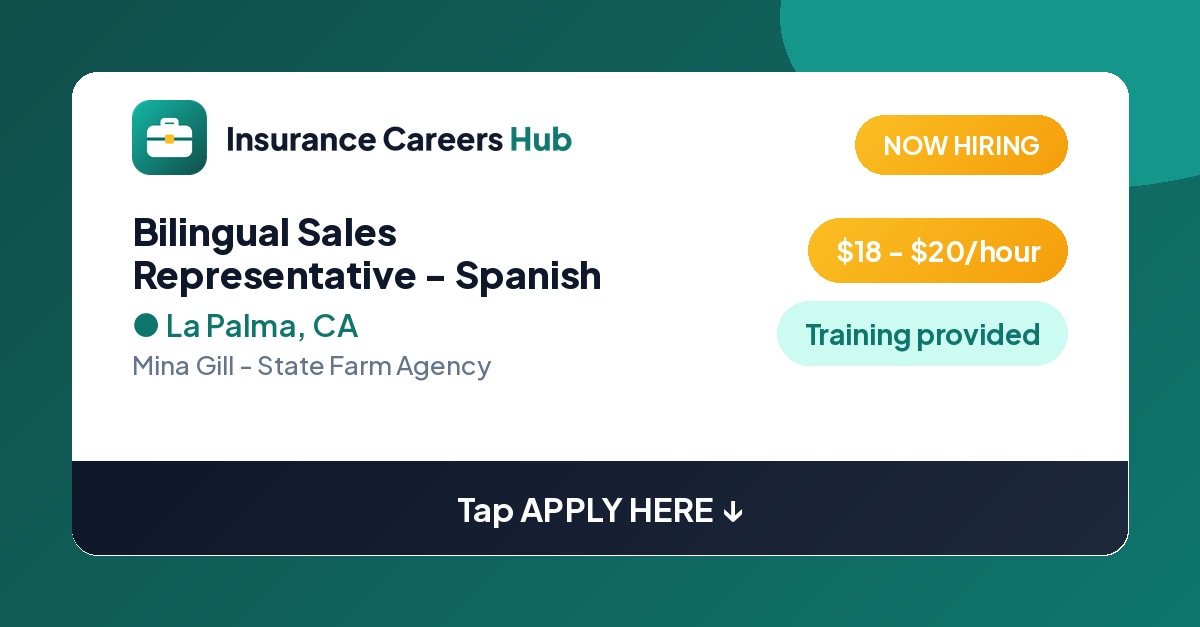 Insurance Careers Hub
NOW HIRING
Bilingual Sales
Representative – Spanish
$18 – $20/hour
La Palma, CA
Training provided
Mina Gill – State Farm Agency
Tap APPLY HERE ↓